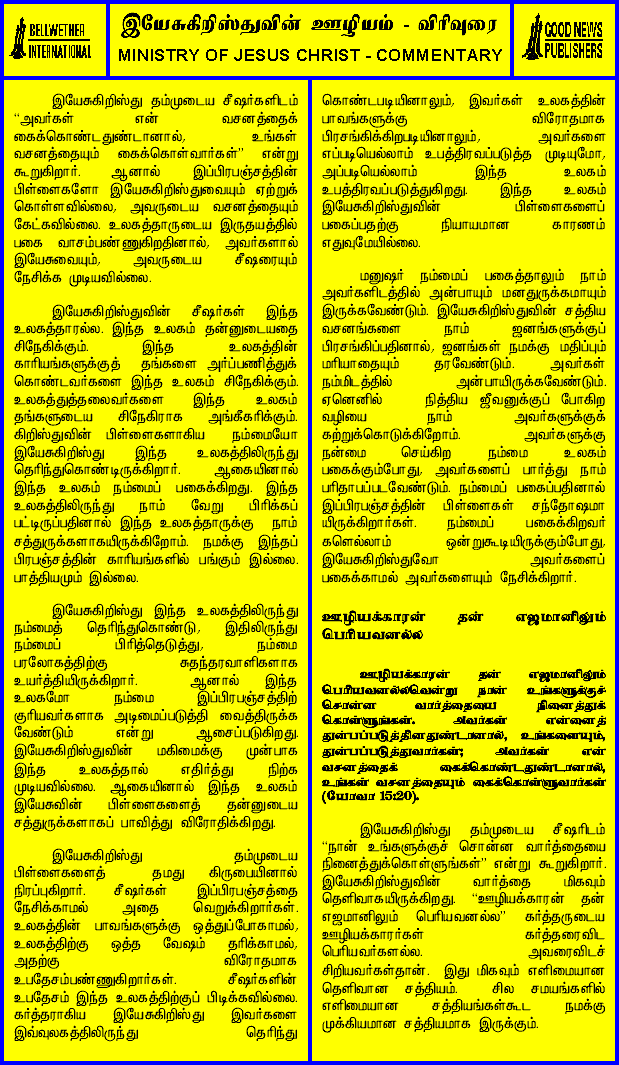 BELLWETHER
INTERNATIONAL
இயேசுகிறிஸ்துவின் ஊழியம் - விரிவுரை
MINISTRY OF JESUS CHRIST - COMMENTARY
GOOD NEWS
PUBLISHERS
இயேசுகிறிஸ்து தம்முடைய சீஷர்களிடம்
“அவர்கள் என் வசனத்தைக்
கைக்கொண்டதுண்டானால், உங்கள்
வசனத்தையும் கைக்கொள்வார்கள்” என்று
கூறுகிறார். ஆனால் இப்பிரபஞ்சத்தின்
பிள்ளைகளோ இயேசுகிறிஸ்துவையும் ஏற்றுக்
கொள்ளவில்லை, அவருடைய வசனத்தையும்
கேட்கவில்லை. உலகத்தாருடைய இருதயத்தில்
பகை வாசம்பண்ணுகிறதினால், அவர்களால்
இயேசுவையும், அவருடைய சீஷரையும்
நேசிக்க முடியவில்லை.
இயேசுகிறிஸ்துவின் சீஷர்கள் இந்த
உலகத்தாரல்ல. இந்த உலகம் தன்னுடையதை
சிநேகிக்கும். இந்த உலகத்தின்
காரியங்களுக்குத் தங்களை அர்ப்பணித்துக்
கொண்டவர்களை இந்த உலகம் சிநேகிக்கும்.
உலகத்துத்தலைவர்களை இந்த உலகம்
தங்களுடைய சிநேகிராக அங்கீகரிக்கும்.
கிறிஸ்துவின் பிள்ளைகளாகிய நம்மையோ
இயேசுகிறிஸ்து இந்த உலகத்திலிருந்து
தெரிந்துகொண்டிருக்கிறார். ஆகையினால்
இந்த உலகம் நம்மைப் பகைக்கிறது. இந்த
உலகத்திலிருந்து நாம் வேறு பிரிக்கப்
பட்டிருப்பதினால் இந்த உலகத்தாருக்கு நாம்
சத்துருக்களாகயிருக்கிறோம். நமக்கு இந்தப்
பிரபஞ்சத்தின் காரியங்களில் பங்கும் இல்லை.
பாத்தியமும் இல்லை.
இயேசுகிறிஸ்து இந்த உலகத்திலிருந்து
நம்மைத் தெரிந்துகொண்டு, இதிலிருந்து
நம்மைப் பிரித்தெடுத்து, நம்மை
பரலோகத்திற்கு சுதந்தரவாளிகளாக
உயர்த்தியிருக்கிறார். ஆனால் இந்த
உலகமோ நம்மை இப்பிரபஞ்சத்திற்
குரியவர்களாக அடிமைப்படுத்தி வைத்திருக்க
வேண்டும் என்று ஆசைப்படுகிறது.
இயேசுகிறிஸ்துவின் மகிமைக்கு முன்பாக
இந்த உலகத்தால் எதிர்த்து நிற்க
முடியவில்லை. ஆகையினால் இந்த உலகம்
இயேசுவின் பிள்ளைகளைத் தன்னுடைய
சத்துருக்களாகப் பாவித்து விரோதிக்கிறது.
இயேசுகிறிஸ்து தம்முடைய
பிள்ளைகளைத் தமது கிருபையினால்
நிரப்புகிறார். சீஷர்கள் இப்பிரபஞ்சத்தை
நேசிக்காமல் அதை வெறுக்கிறார்கள்.
உலகத்தின் பாவங்களுக்கு ஒத்துப்போகாமல்,
உலகத்திற்கு ஒத்த வேஷம் தரிக்காமல்,
அதற்கு விரோதமாக
உபதேசம்பண்ணுகிறார்கள். சீஷர்களின்
உபதேசம் இந்த உலகத்திற்குப் பிடிக்கவில்லை.
கர்த்தராகிய இயேசுகிறிஸ்து இவர்களை
இவ்வுலகத்திலிருந்து தெரிந்து
கொண்டபடியினாலும், இவர்கள் உலகத்தின்
பாவங்களுக்கு விரோதமாக
பிரசங்கிக்கிறபடியினாலும், அவர்களை
எப்படியெல்லாம் உபத்திரவப்படுத்த முடியுமோ,
அப்படியெல்லாம் இந்த உலகம்
உபத்திரவப்படுத்துகிறது. இந்த உலகம்
இயேசுகிறிஸ்துவின் பிள்ளைகளைப்
பகைப்பதற்கு நியாயமான காரணம்
எதுவுமேயில்லை.
மனுஷர் நம்மைப் பகைத்தாலும் நாம்
அவர்களிடத்தில் அன்பாயும் மனதுருக்கமாயும்
இருக்கவேண்டும். இயேசுகிறிஸ்துவின் சத்திய
வசனங்களை நாம் ஜனங்களுக்குப்
பிரசங்கிப்பதினால், ஜனங்கள் நமக்கு மதிப்பும்
மரியாதையும் தரவேண்டும். அவர்கள்
நம்மிடத்தில் அன்பாயிருக்கவேண்டும்.
ஏனெனில் நித்திய ஜீவனுக்குப் போகிற
வழியை நாம் அவர்களுக்குக்
கற்றுக்கொடுக்கிறோம். அவர்களுக்கு
நன்மை செய்கிற நம்மை உலகம்
பகைக்கும்போது, அவர்களைப் பார்த்து நாம்
பரிதாபப்படவேண்டும். நம்மைப் பகைப்பதினால்
இப்பிரபஞ்சத்தின் பிள்ளைகள் சந்தோஷமா
யிருக்கிறார்கள். நம்மைப் பகைக்கிறவர்
களெல்லாம் ஒன்றுகூடியிருக்கும்போது,
இயேசுகிறிஸ்துவோ அவர்களைப்
பகைக்காமல் அவர்களையும் நேசிக்கிறார்.
ஊழியக்காரன் தன் எஜமானிலும்
பெரியவனல்ல
ஊழியக்காரன் தன் எஜமானிலும்
பெரியவனல்லவென்று நான் உங்களுக்குச்
சொன்ன வார்த்தையை நினைத்துக்
கொள்ளுங்கள். அவர்கள் என்னைத்
துன்பப்படுத்தினதுண்டானால், உங்களையும்,
துன்பப்படுத்துவார்கள்; அவர்கள் என்
வசனத்தைக் கைக்கொண்டதுண்டானால்,
உங்கள் வசனத்தையும் கைக்கொள்ளுவார்கள்
(யோவா 15:20).
இயேசுகிறிஸ்து தம்முடைய சீஷரிடம்
“நான் உங்களுக்குச் சொன்ன வார்த்தையை
நினைத்துக்கொள்ளுங்கள்” என்று கூறுகிறார்.
இயேசுகிறிஸ்துவின் வார்த்தை மிகவும்
தெளிவாகயிருக்கிறது. “ஊழியக்காரன் தன்
எஜமானிலும் பெரியவனல்ல” கர்த்தருடைய
ஊழியக்காரர்கள் கர்த்தரைவிட
பெரியவர்களல்ல. அவரைவிடச்
சிறியவர்கள்தான். இது மிகவும் எளிமையான
தெளிவான சத்தியம். சில சமயங்களில்
எளிமையான சத்தியங்கள்கூட நமக்கு
முக்கியமான சத்தியமாக இருக்கும்.